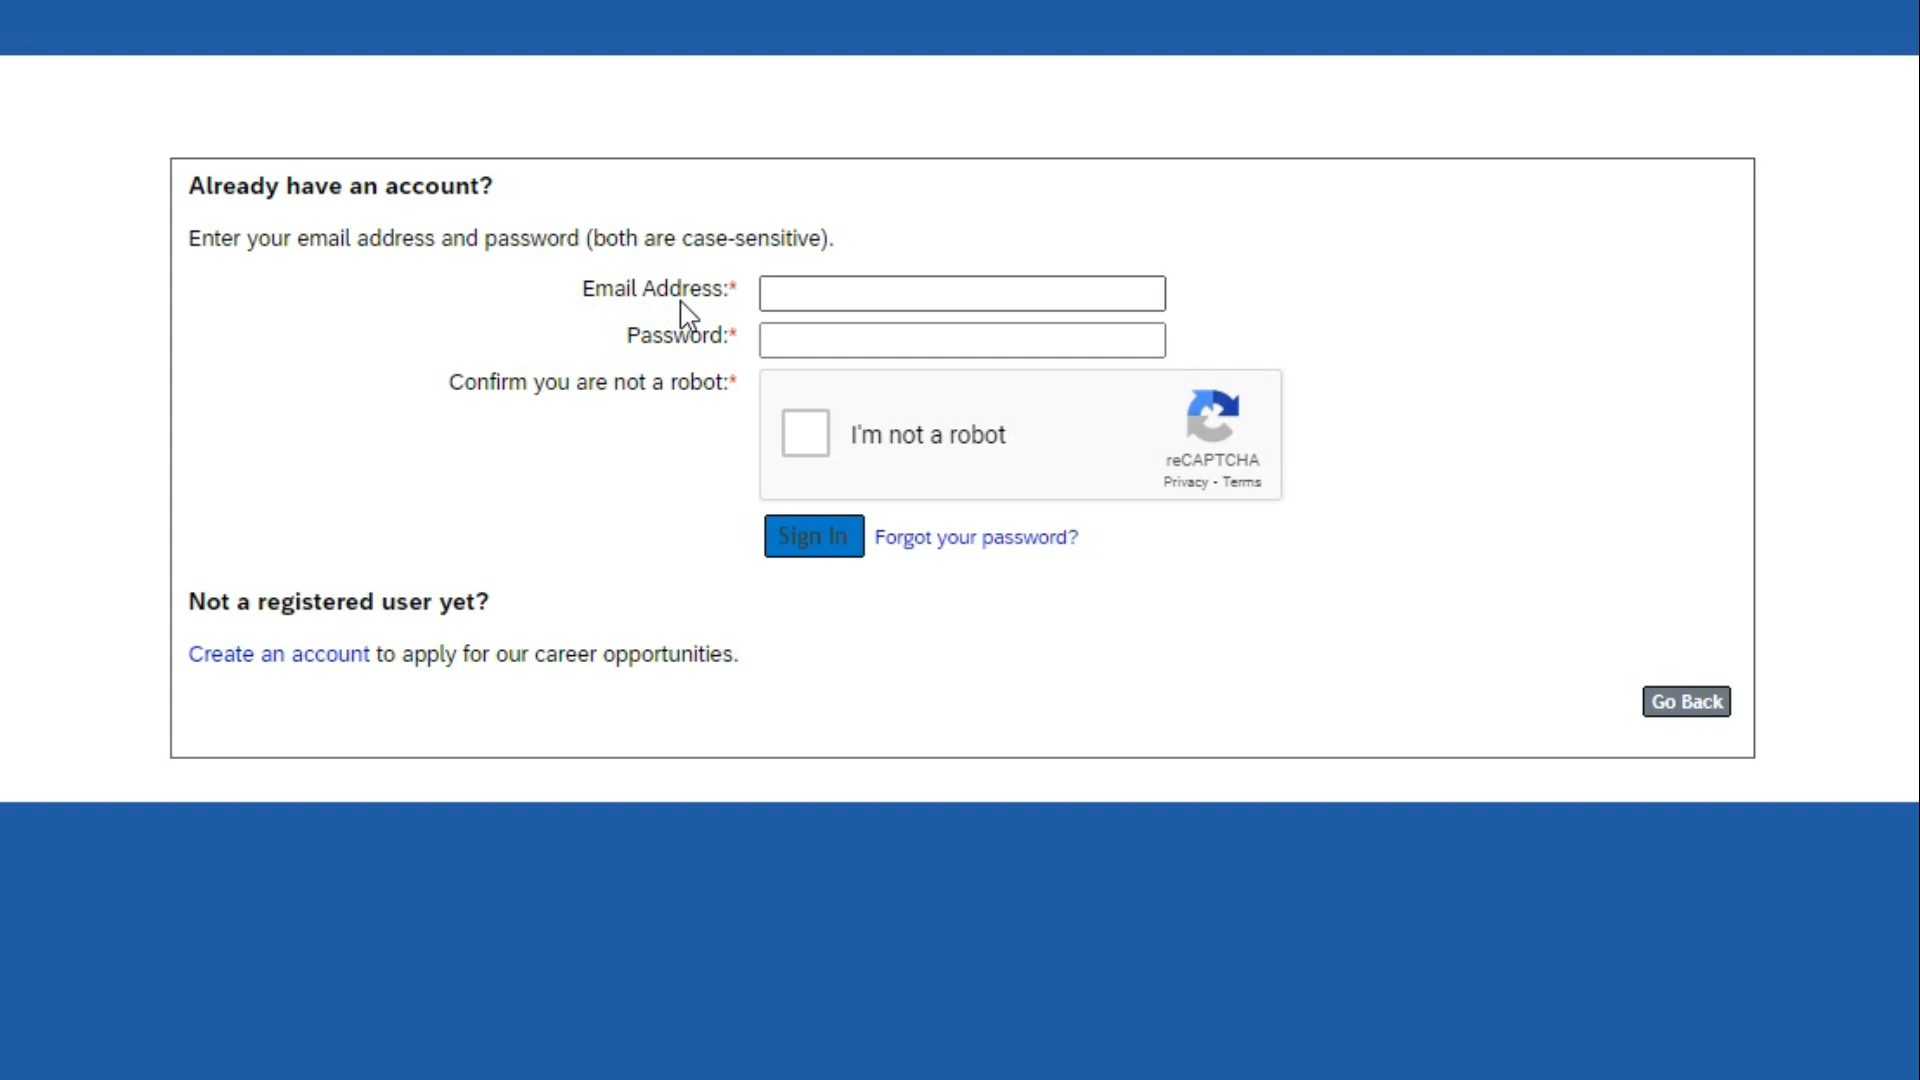 Already have an account?
Enter your email address and password (both are case-sensitive).
Email Address:*
Password:*
Confirm you are not a robot:*
I'm not a robot
reCAPTCHA
Privacy - Terms
Sign In Forgot your password?
Not a registered user yet?
Create an account to apply for our career opportunities.
Go Back